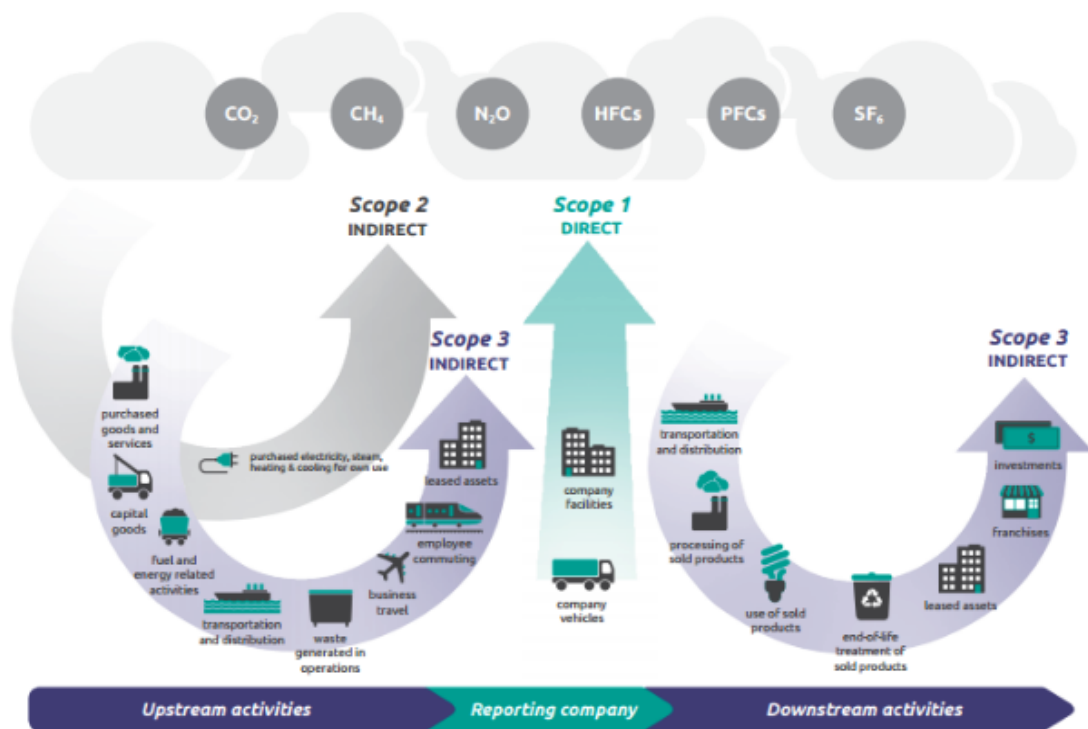 CO₂
CH₄
N₂O
HFCs
PFCs
SF₆
Scope 2
INDIRECT
Scope 1
DIRECT
Scope 3
INDIRECT
Scope 3
INDIRECT
purchased
goods and
services
capital
goods
fuel and
energy related
activities
transportation
and distribution
waste
generated in
operations
business
travel
employee
commuting
leased assets
purchased electricity, steam,
heating & cooling for own use
company
facilities
company
vehicles
transportation
and distribution
processing of
sold products
use of sold
products
end-of-life
treatment of
sold products
leased assets
franchises
$
investments
Upstream activities
Reporting company
Downstream activities